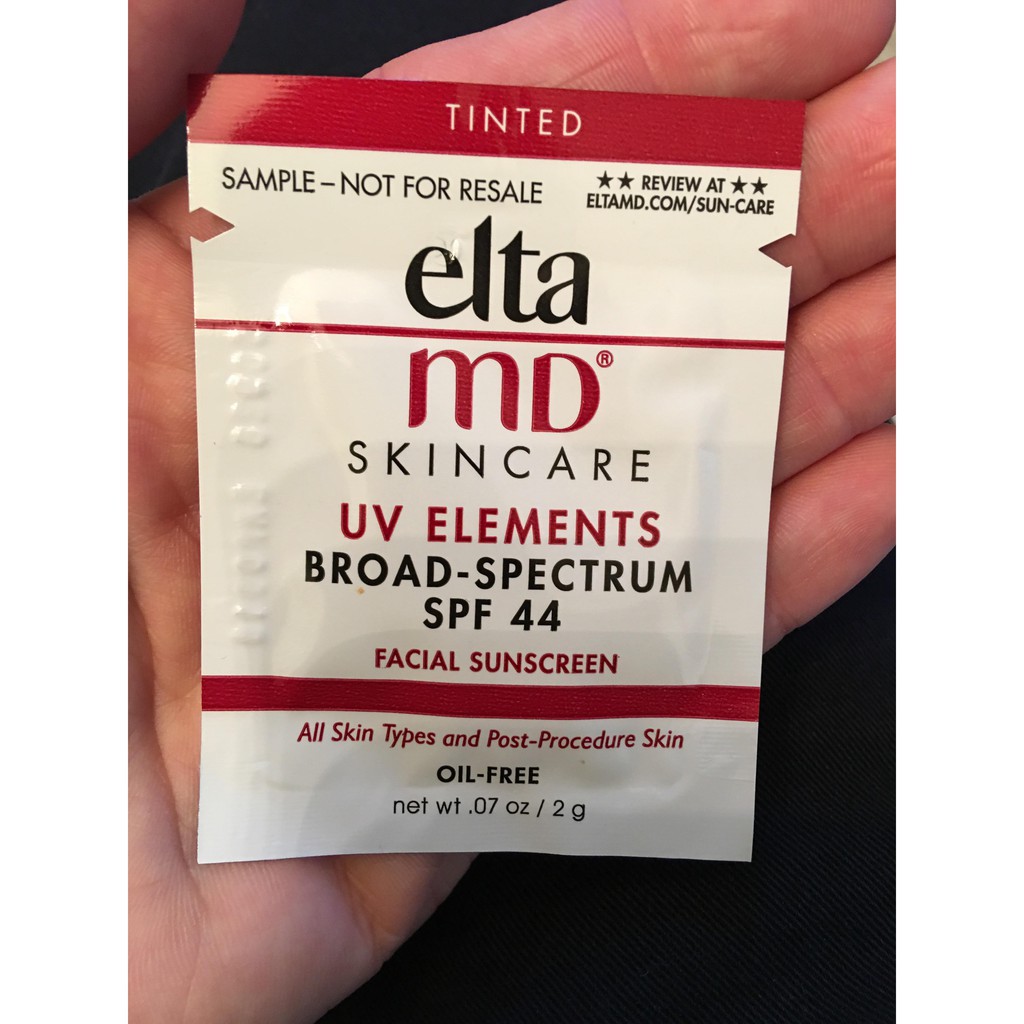 TINTED
SAMPLE – NOT FOR RESALE
★★ REVIEW AT ★★
ELTAMD.COM/SUN-CARE
elta
MD®
SKINCARE
UV ELEMENTS
BROAD-SPECTRUM
SPF 44
FACIAL SUNSCREEN
All Skin Types and Post-Procedure Skin
OIL-FREE
net wt .07 oz / 2 g